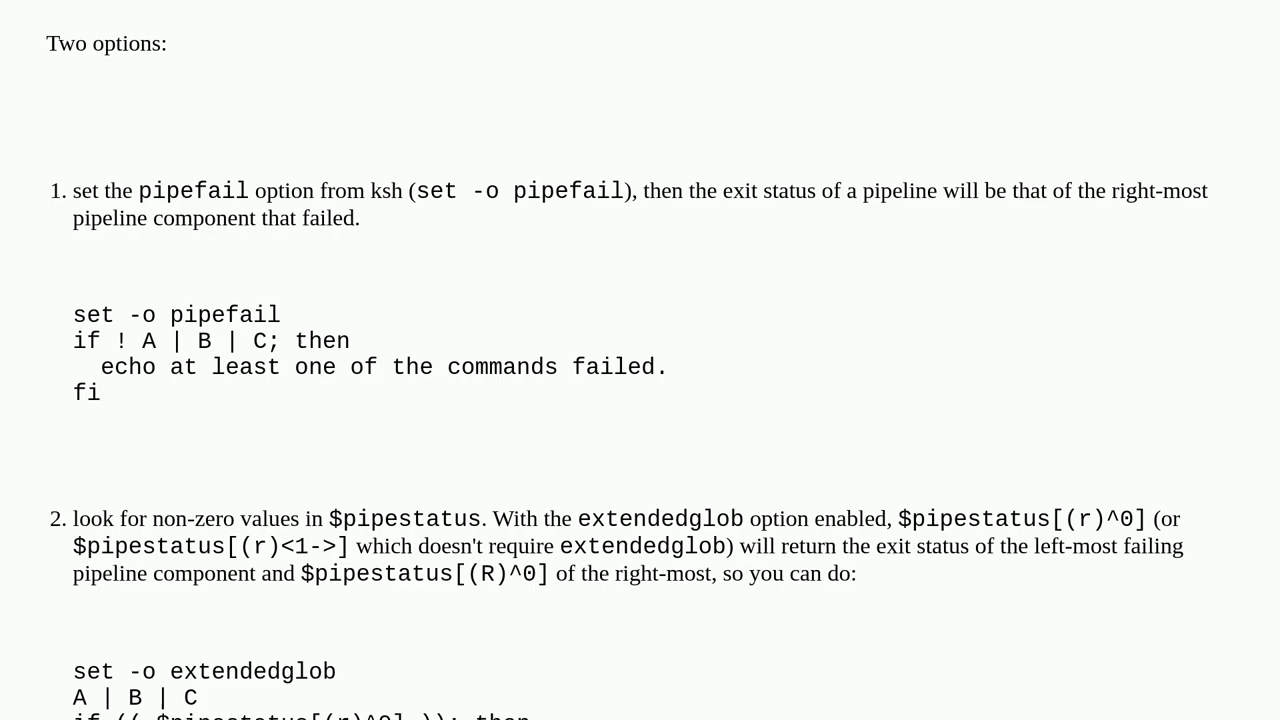 Two options:
1. set the pipefail option from ksh (set -o pipefail), then the exit status of a pipeline will be that of the right-most
pipeline component that failed.
set -o pipefail
if ! A | B | C; then
  echo at least one of the commands failed.
fi
2. look for non-zero values in $pipestatus. With the extendedglob option enabled, $pipestatus[(r)^0] (or
$pipestatus[(r)<1->] which doesn't require extendedglob) will return the exit status of the left-most failing
pipeline component and $pipestatus[(R)^0] of the right-most, so you can do:
set -o extendedglob
A | B | C
if (( $pipestatus[(r)^0] )); then